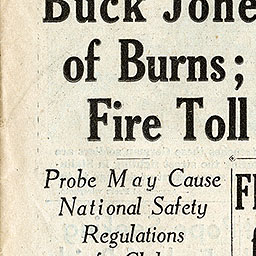 Buck Jone
of Burns;
Fire Toll
Probe May Cause
National Safety
Regulations